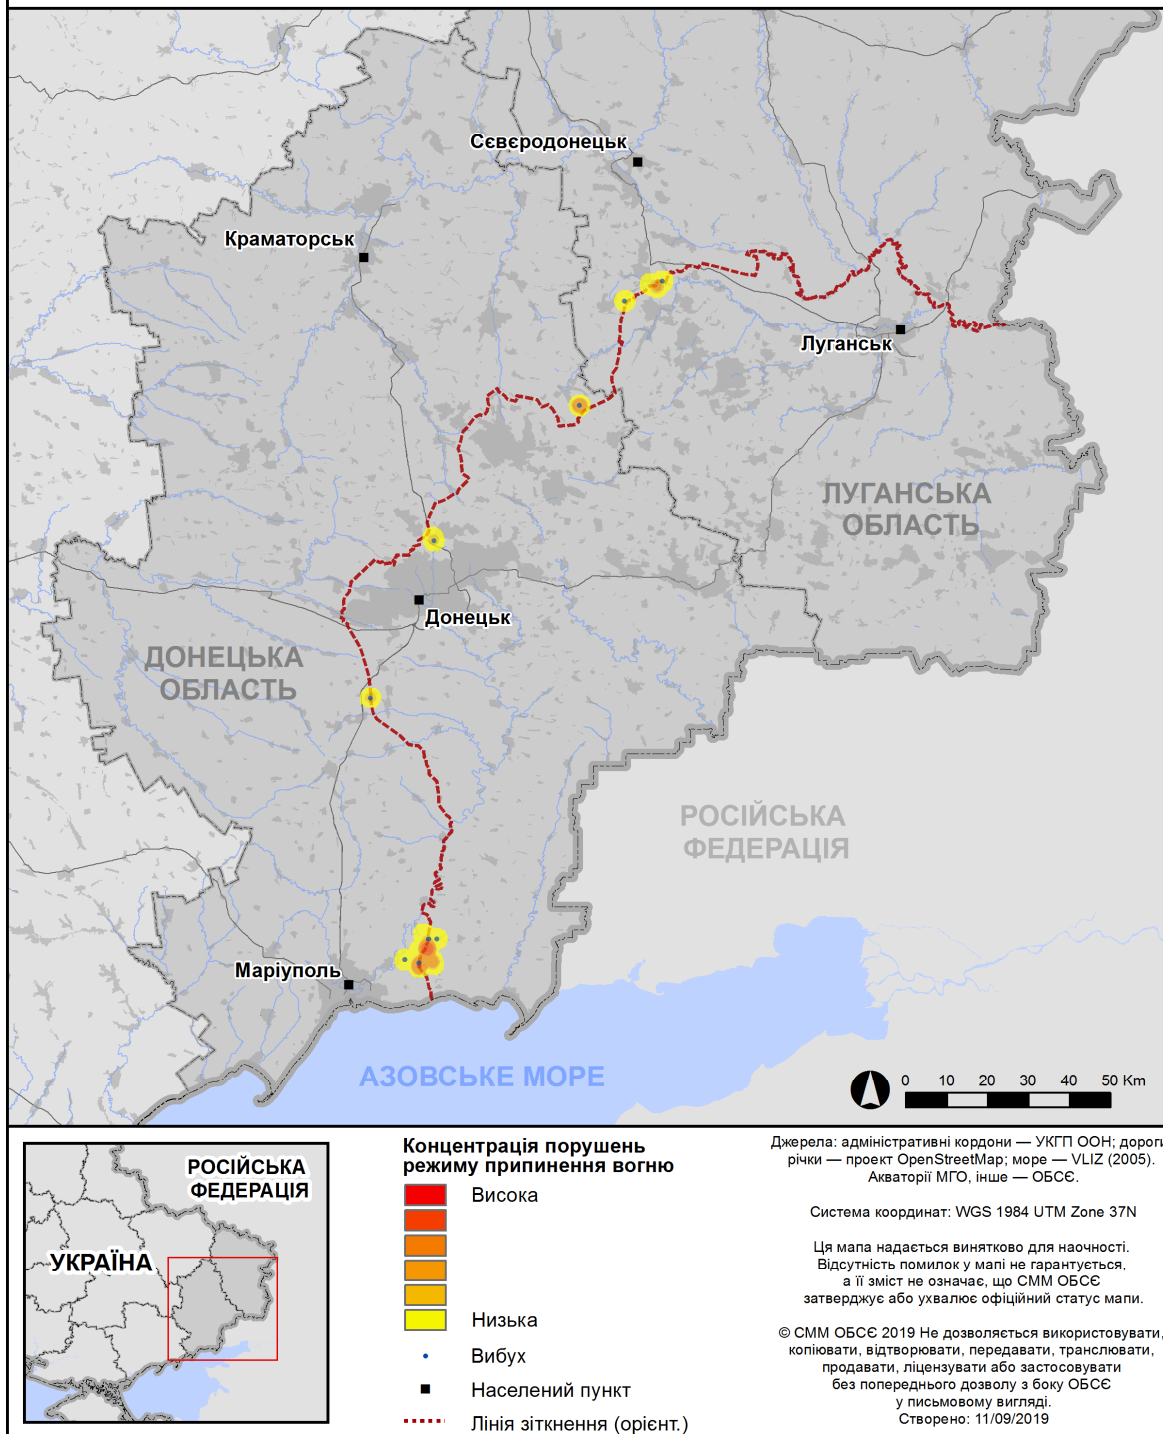 Сєвєродонецьк
Краматорськ
Луганськ
ЛУГАНСЬКА
ОБЛАСТЬ
Донецьк
ДОНЕЦЬКА
ОБЛАСТЬ
РОСІЙСЬКА
ФЕДЕРАЦІЯ
Маріуполь
АЗОВСЬКЕ МОРЕ
0 10 20 30 40 50 Km
РОСІЙСЬКА
ФЕДЕРАЦІЯ
УКРАЇНА
Концентрація порушень
режиму припинення вогню
Висока
Низька
Вибух
Населений пункт
Лінія зіткнення (орієнт.)
Джерела: адміністративні кордони — УКГП ООН; дороги
річки — проект OpenStreetMap; море — VLIZ (2005).
Акваторії МГО, інше — ОБСЄ.
Система координат: WGS 1984 UTM Zone 37N
Ця мапа надається винятково для наочності.
Відсутність помилок у мапі не гарантується,
а її зміст не означає, що СММ ОБСЄ
затверджує або ухвалює офіційний статус мапи.
© СММ ОБСЄ 2019 Не дозволяється використовувати,
копіювати, відтворювати, передавати, транслювати,
продавати, ліцензувати або застосовувати
без попереднього дозволу з боку ОБСЄ
у письмовому вигляді.
Створено: 11/09/2019